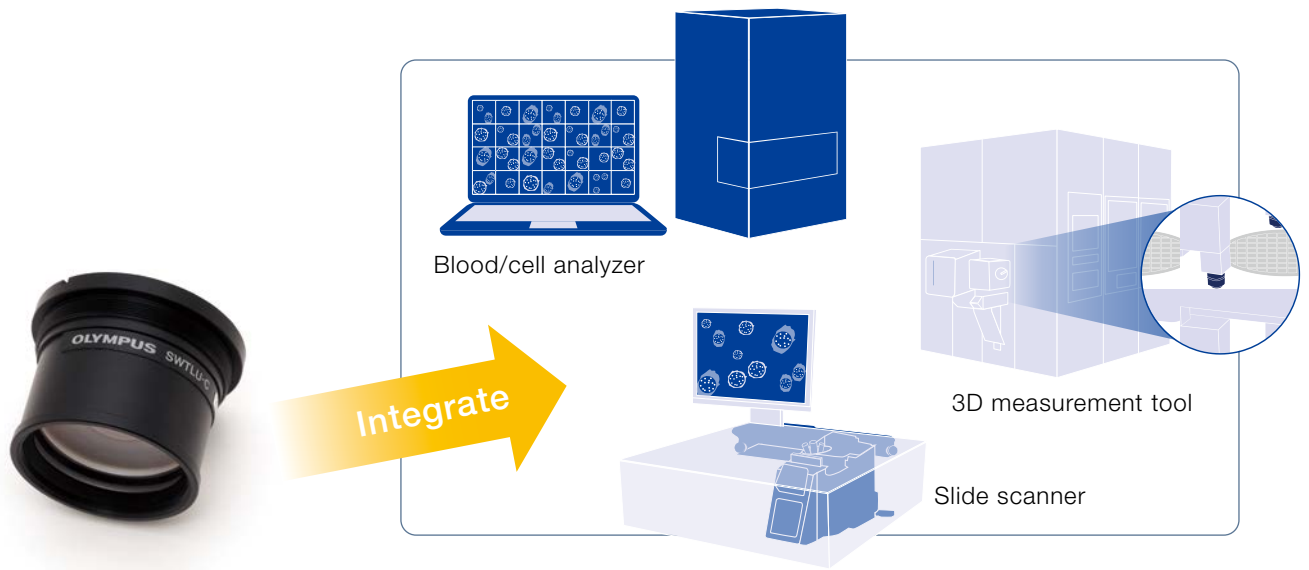 OLYMPUS SWTLU-C
Integrate
Blood/cell analyzer
3D measurement tool
Slide scanner